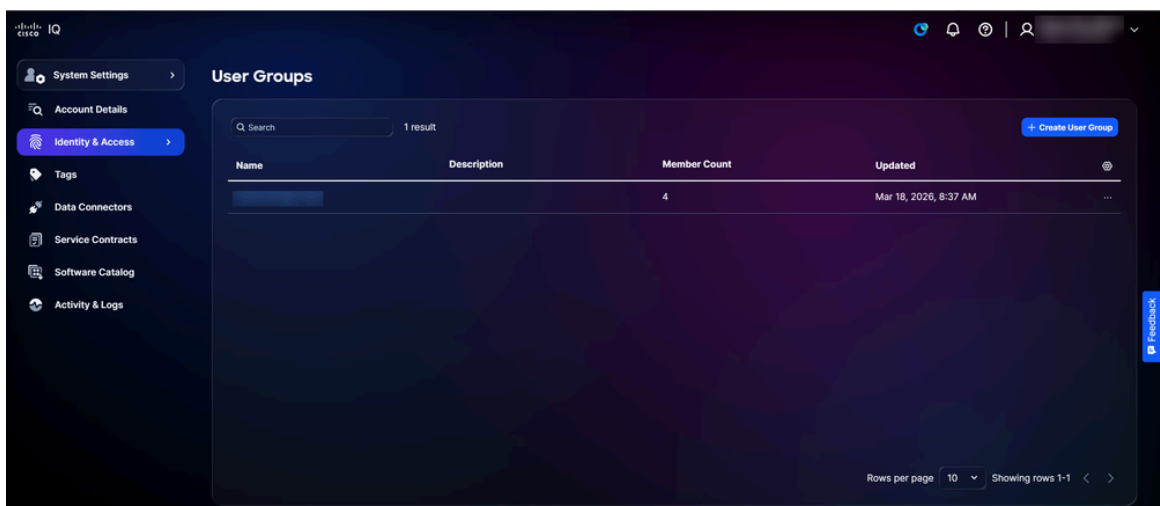 CISCO IQ
System Settings
Account Details
Identity & Access
Tags
Data Connectors
Service Contracts
Software Catalog
Activity & Logs
User Groups
Search 1 result + Create User Group
Name Description Member Count Updated
4 Mar 18, 2026, 8:37 AM ...
Rows per page 10 Showing rows 1-1
Feedback